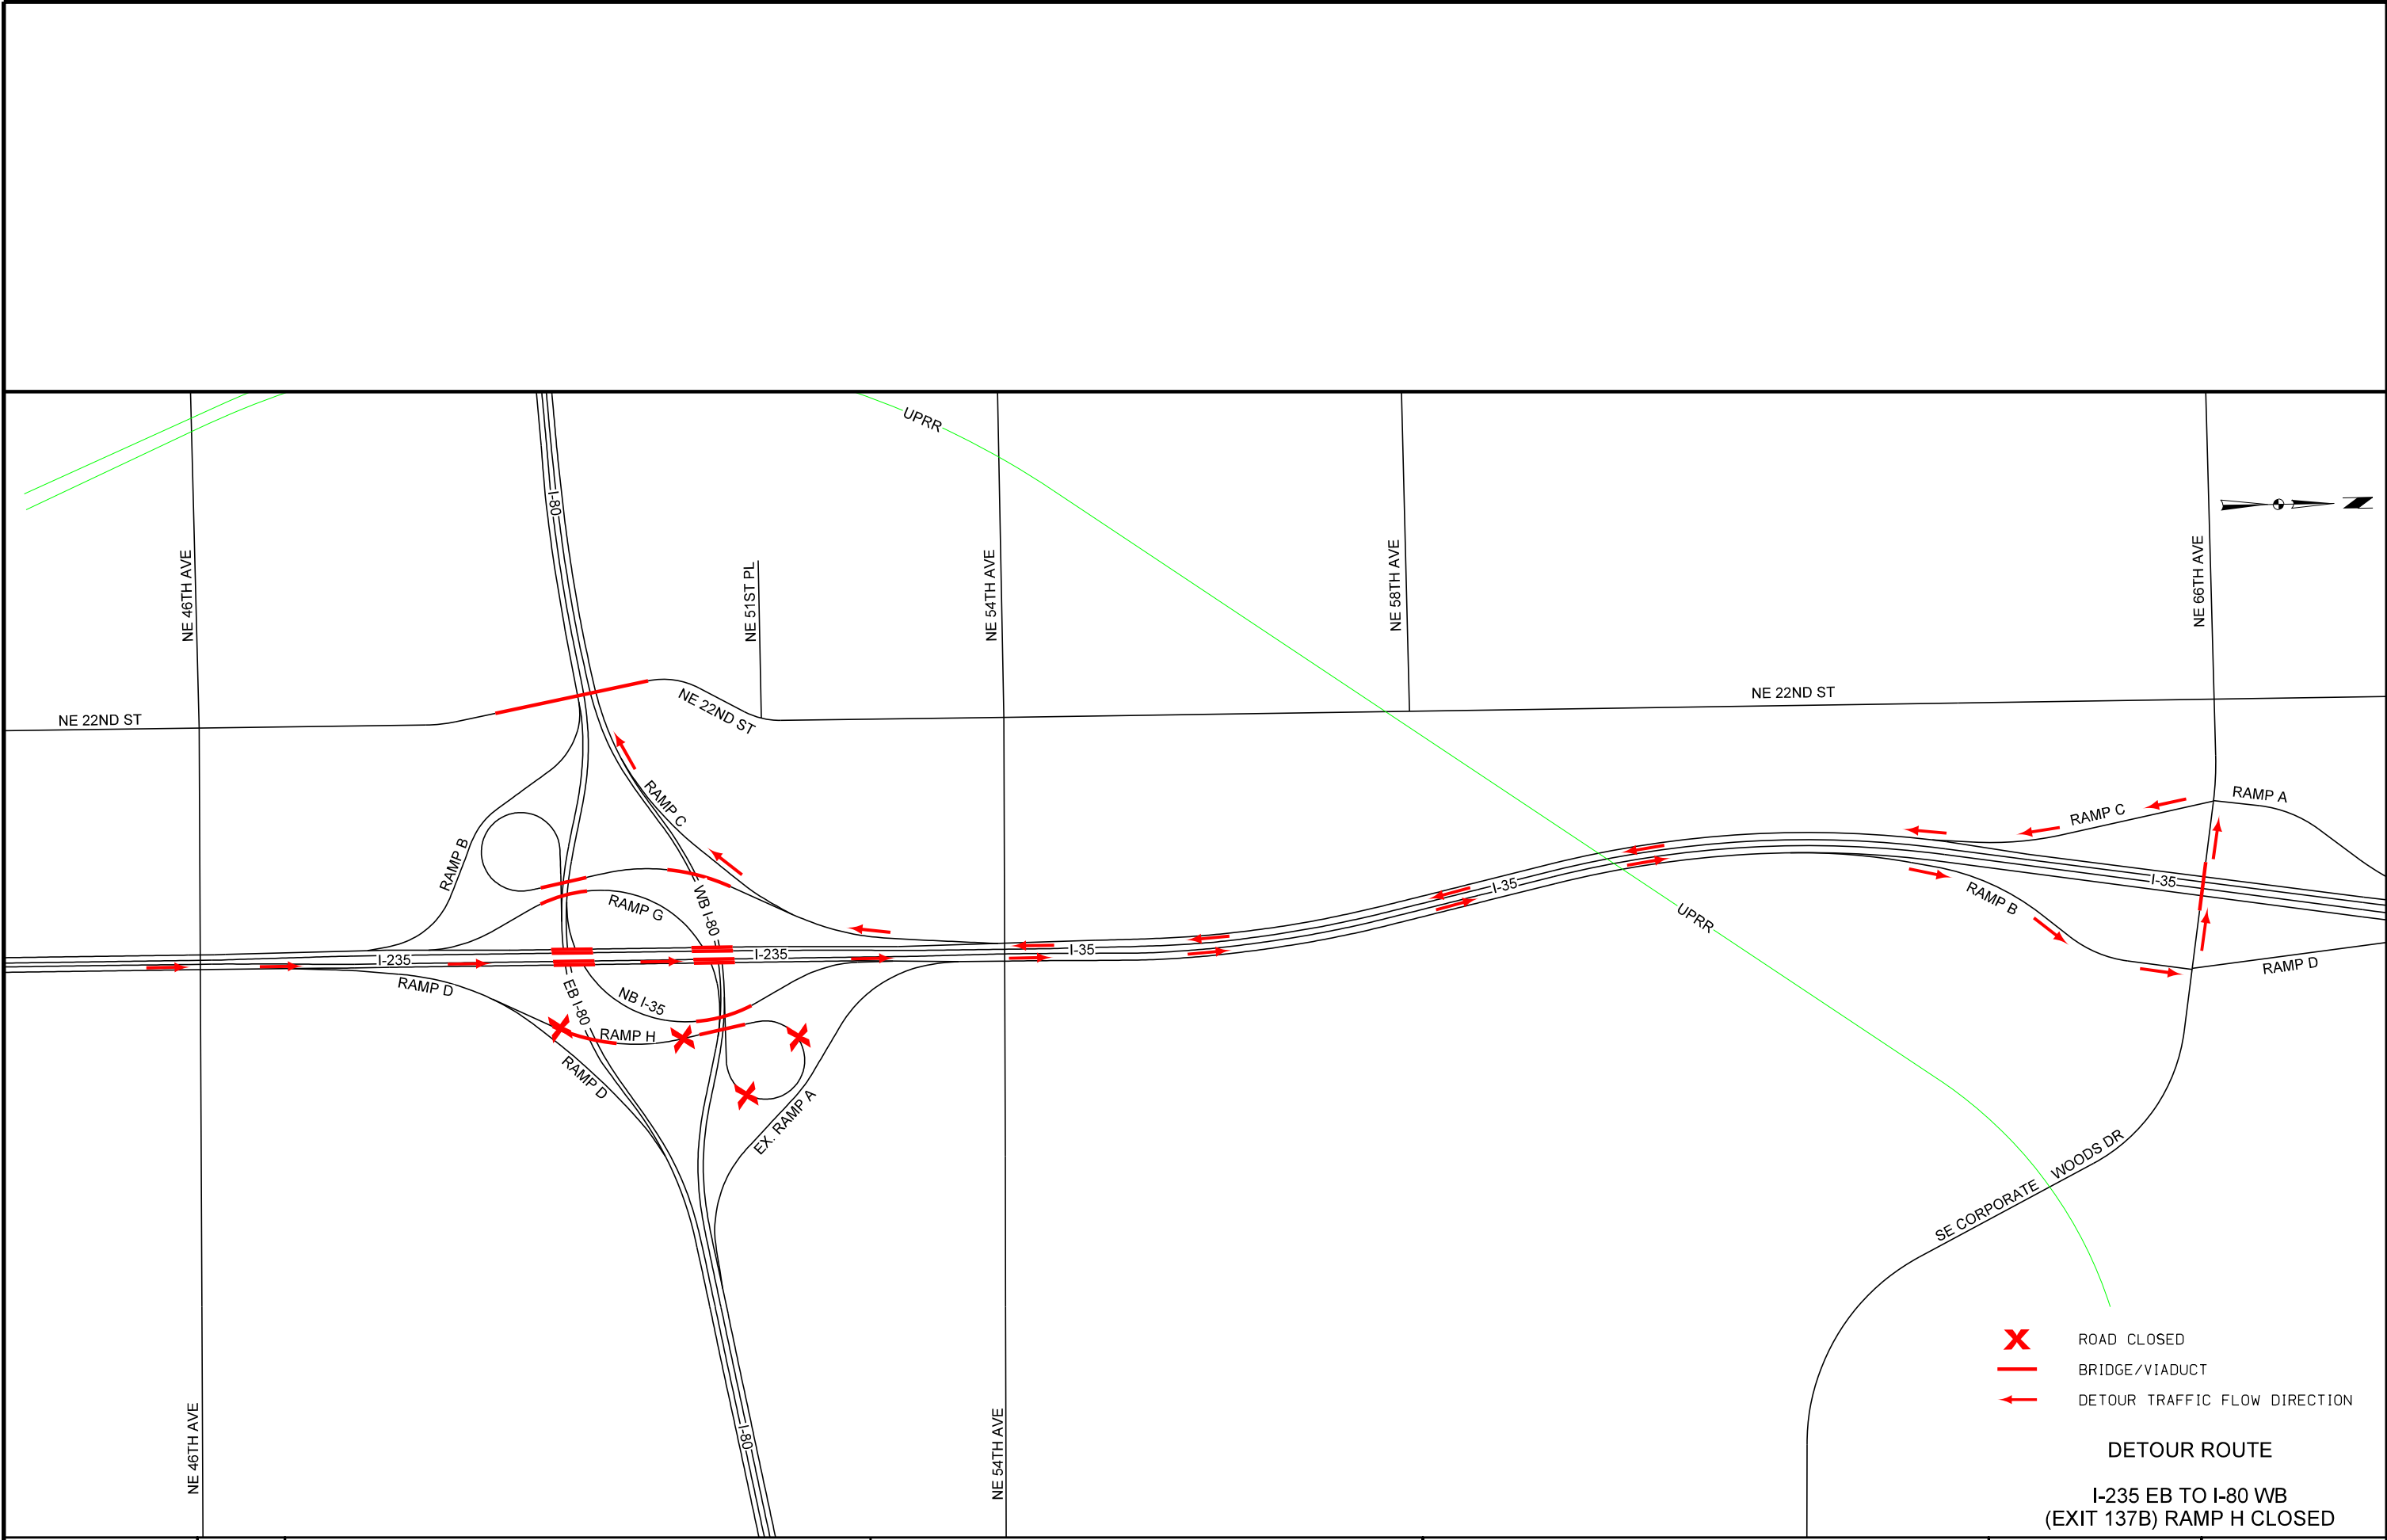 UPRR
I-80
N
NE 46TH AVE
NE 51ST PL
NE 54TH AVE
NE 58TH AVE
NE 66TH AVE
NE 22ND ST
NE 22ND ST
NE 22ND ST
RAMP C
RAMP A
RAMP C
RAMP B
RAMP G
WB I-80
I-35
I-35
RAMP B
UPRR
I-235
I-235
I-35
RAMP D
RAMP D
EB I-80
NB I-35
RAMP H
RAMP D
EX. RAMP A
SE CORPORATE WOODS DR
I-80
NE 46TH AVE
NE 54TH AVE
ROAD CLOSED
BRIDGE/VIADUCT
DETOUR TRAFFIC FLOW DIRECTION
DETOUR ROUTE
I-235 EB TO I-80 WB
(EXIT 137B) RAMP H CLOSED